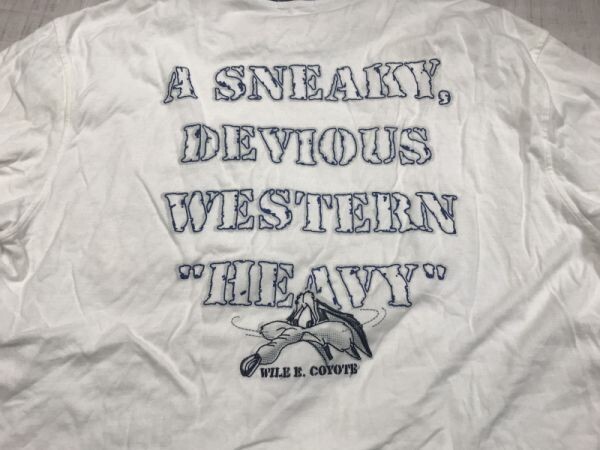 A SNEAKY,
DEVIOUS
WESTERN
"HEAVY"
WILE E. COYOTE